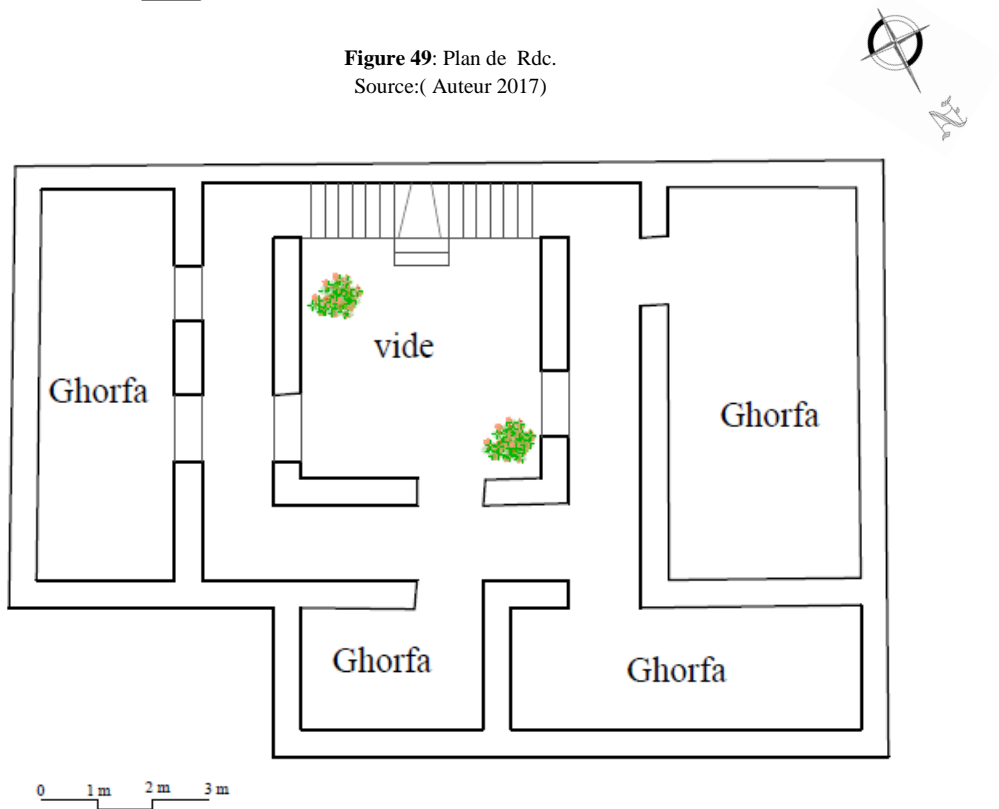 Figure 49: Plan de Rdc.
Source:( Auteur 2017)
N
vide
Ghorfa
Ghorfa
Ghorfa
Ghorfa
0 1 m 2 m 3 m